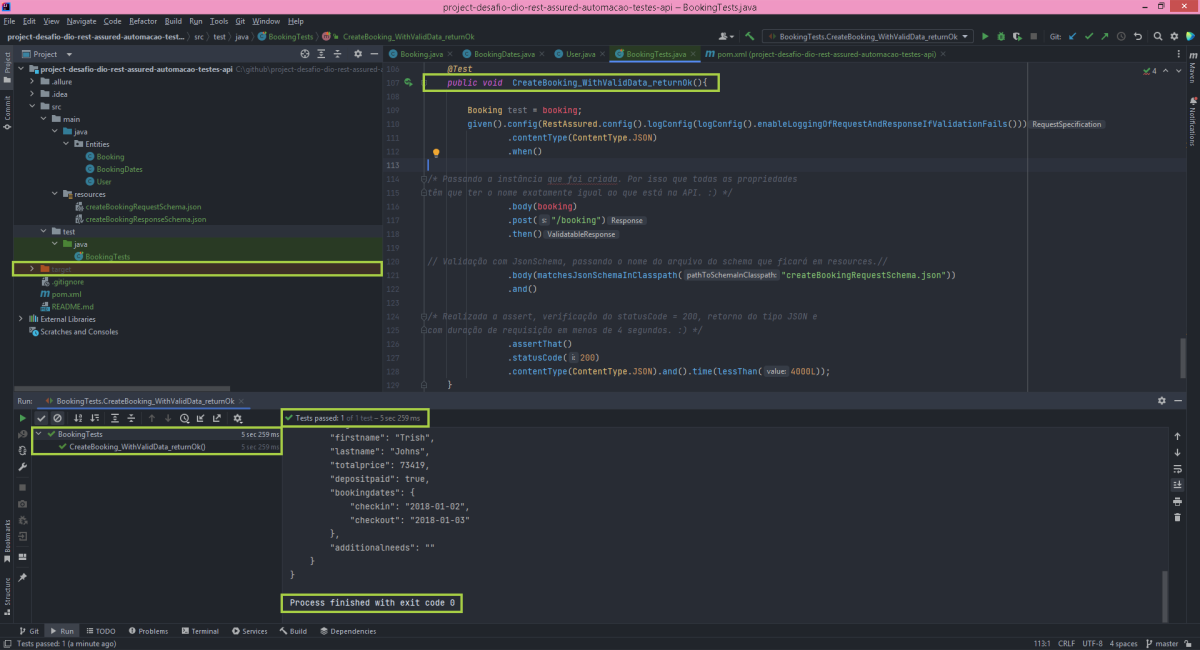 project-desafio-dio-rest-assured-automacao-testes-api – BookingTests.java
File Edit View Navigate Code Refactor Build Run Tools Git Window Help
project-desafio-dio-rest-assured-automacao-test... src test java BookingTests CreateBooking_WithValidData_returnOk
BookingTests.CreateBooking_WithValidData_returnOk
Git:
Project
Booking.java
BookingDates.java
User.java
BookingTests.java
pom.xml (project-desafio-dio-rest-assured-automacao-testes-api)
Project
Commit
Bookmarks
Structure
Maven
Notifications
project-desafio-dio-rest-assured-automacao-testes-api C:\github\project-desafio-dio-rest-assured-a
.allure
.idea
src
main
java
Entities
Booking
BookingDates
User
resources
createBookingRequestSchema.json
createBookingResponseSchema.json
test
java
BookingTests
target
.gitignore
pom.xml
README.md
External Libraries
Scratches and Consoles
4
106 @Test
107 public void CreateBooking_WithValidData_returnOk(){
108
109 Booking test = booking;
110 given().config(RestAssured.config().logConfig(logConfig().enableLoggingOfRequestAndResponseIfValidationFails())) RequestSpecification
111 .contentType(ContentType.JSON)
112 .when()
113
114 /* Passando a instância que foi criada. Por isso que todas as propriedades
115 têm que ter o nome exatamente igual ao que está na API. :) */
116 .body(booking)
117 .post( s: "/booking") Response
118 .then() ValidatableResponse
119
120 // Validação com JsonSchema, passando o nome do arquivo do schema que ficará em resources.//
121 .body(matchesJsonSchemaInClasspath( pathToSchemaInClasspath: "createBookingRequestSchema.json"))
122 .and()
123
124 /* Realizado o assert, verificação do statusCode = 200, retorno do tipo JSON e
125 com duração de requisição em menos de 4 segundos. :) */
126 .assertThat()
127 .statusCode( i: 200)
128 .contentType(ContentType.JSON).and().time(lessThan( value: 4000L));
129 }
Run: BookingTests.CreateBooking_WithValidData_returnOk
Tests passed: 1 of 1 test – 5 sec 259 ms
BookingTests 5 sec 259 ms
CreateBooking_WithValidData_returnOk() 5 sec 259 ms
"firstname": "Trish",
"lastname": "Johns",
"totalprice": 73419,
"depositpaid": true,
"bookingdates": {
"checkin": "2018-01-02",
"checkout": "2018-01-03"
},
"additionalneeds": ""
}
}
Process finished with exit code 0
Git Run TODO Problems Terminal Services Build Dependencies
Tests passed: 1 (a minute ago)
113:1 CRLF UTF-8 4 spaces master